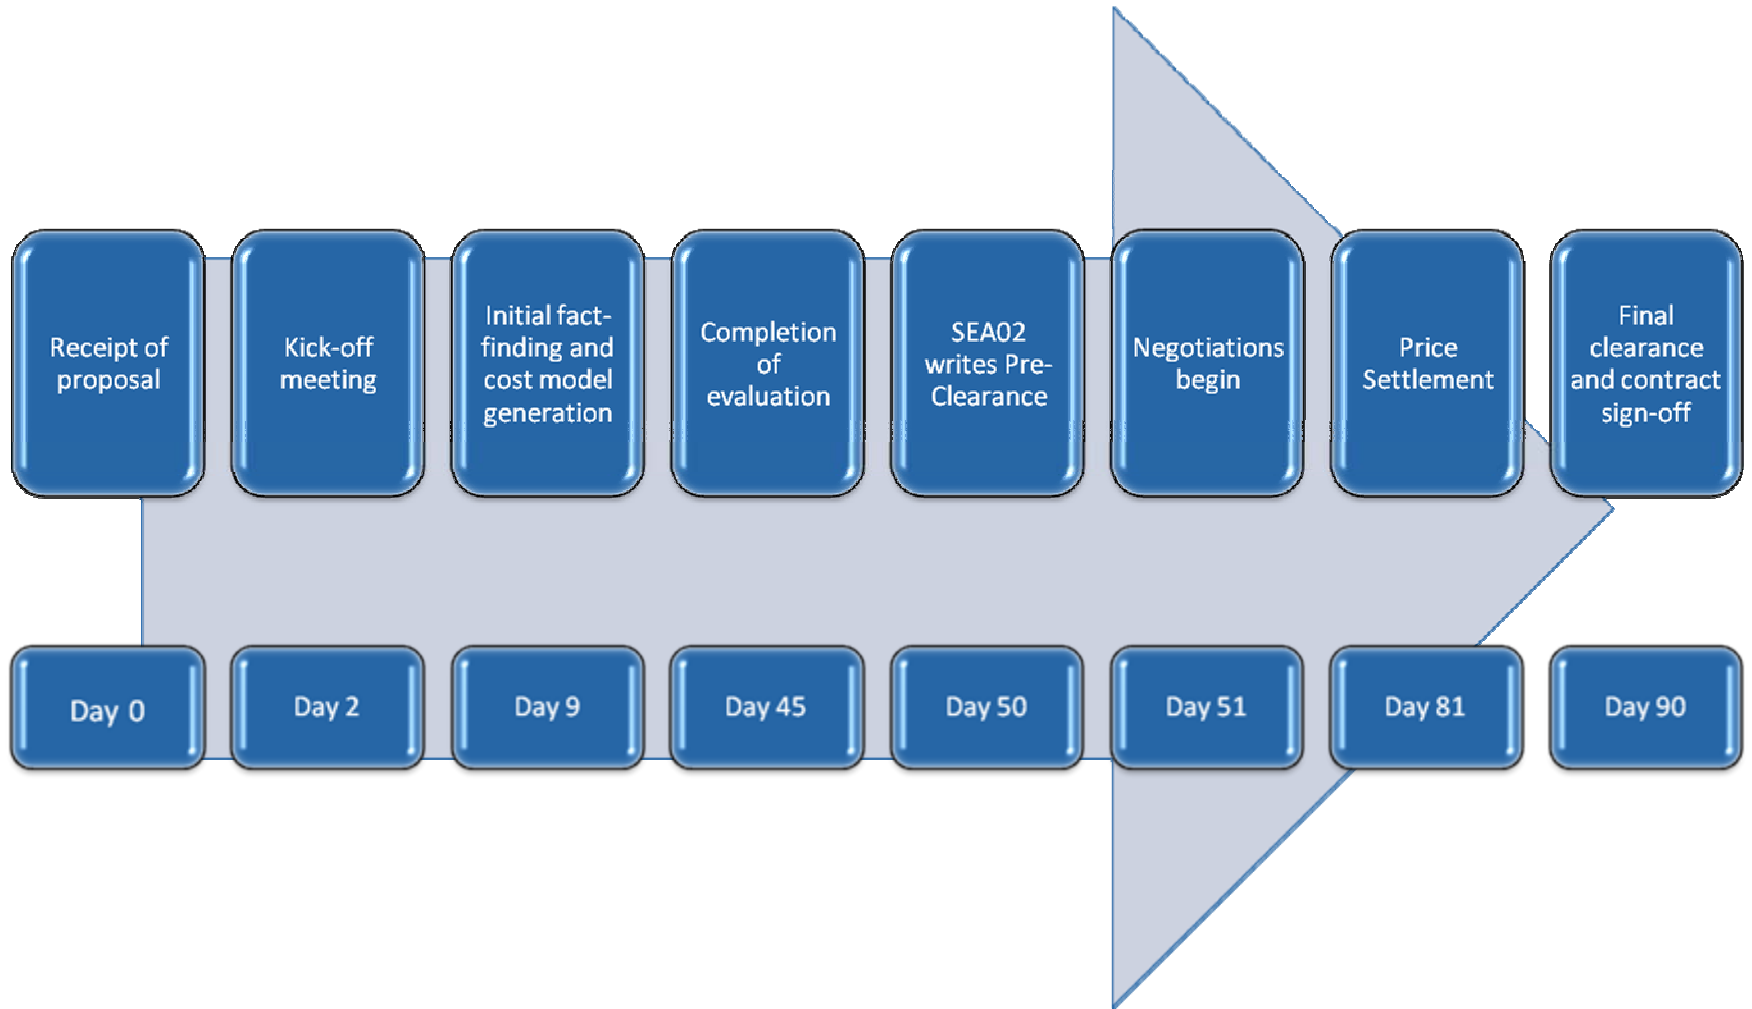 Receipt of
proposal
Kick-off
meeting
Initial fact-
finding and
cost model
generation
Completion
of
evaluation
SEA02
writes Pre-
Clearance
Negotiations
begin
Price
Settlement
Final
clearance
and contract
sign-off
Day 0
Day 2
Day 9
Day 45
Day 50
Day 51
Day 81
Day 90